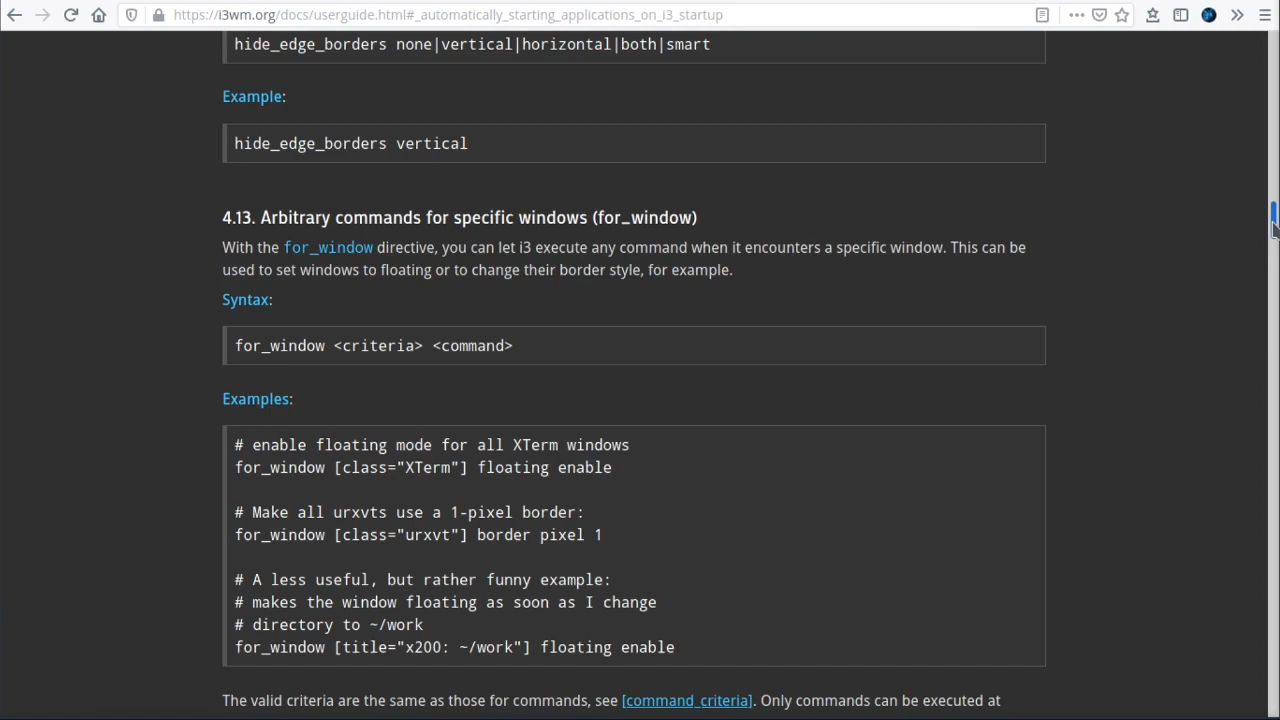 https://i3wm.org/docs/userguide.html#_automatically_starting_applications_on_i3_startup
hide_edge_borders none|vertical|horizontal|both|smart
Example:
hide_edge_borders vertical
4.13. Arbitrary commands for specific windows (for_window)
With the for_window directive, you can let i3 execute any command when it encounters a specific window. This can be
used to set windows to floating or to change their border style, for example.
Syntax:
for_window <criteria> <command>
Examples:
# enable floating mode for all XTerm windows
for_window [class="XTerm"] floating enable
# Make all urxvts use a 1-pixel border:
for_window [class="urxvt"] border pixel 1
# A less useful, but rather funny example:
# makes the window floating as soon as I change
# directory to ~/work
for_window [title="x200: ~/work"] floating enable
The valid criteria are the same as those for commands, see [command_criteria]. Only commands can be executed at